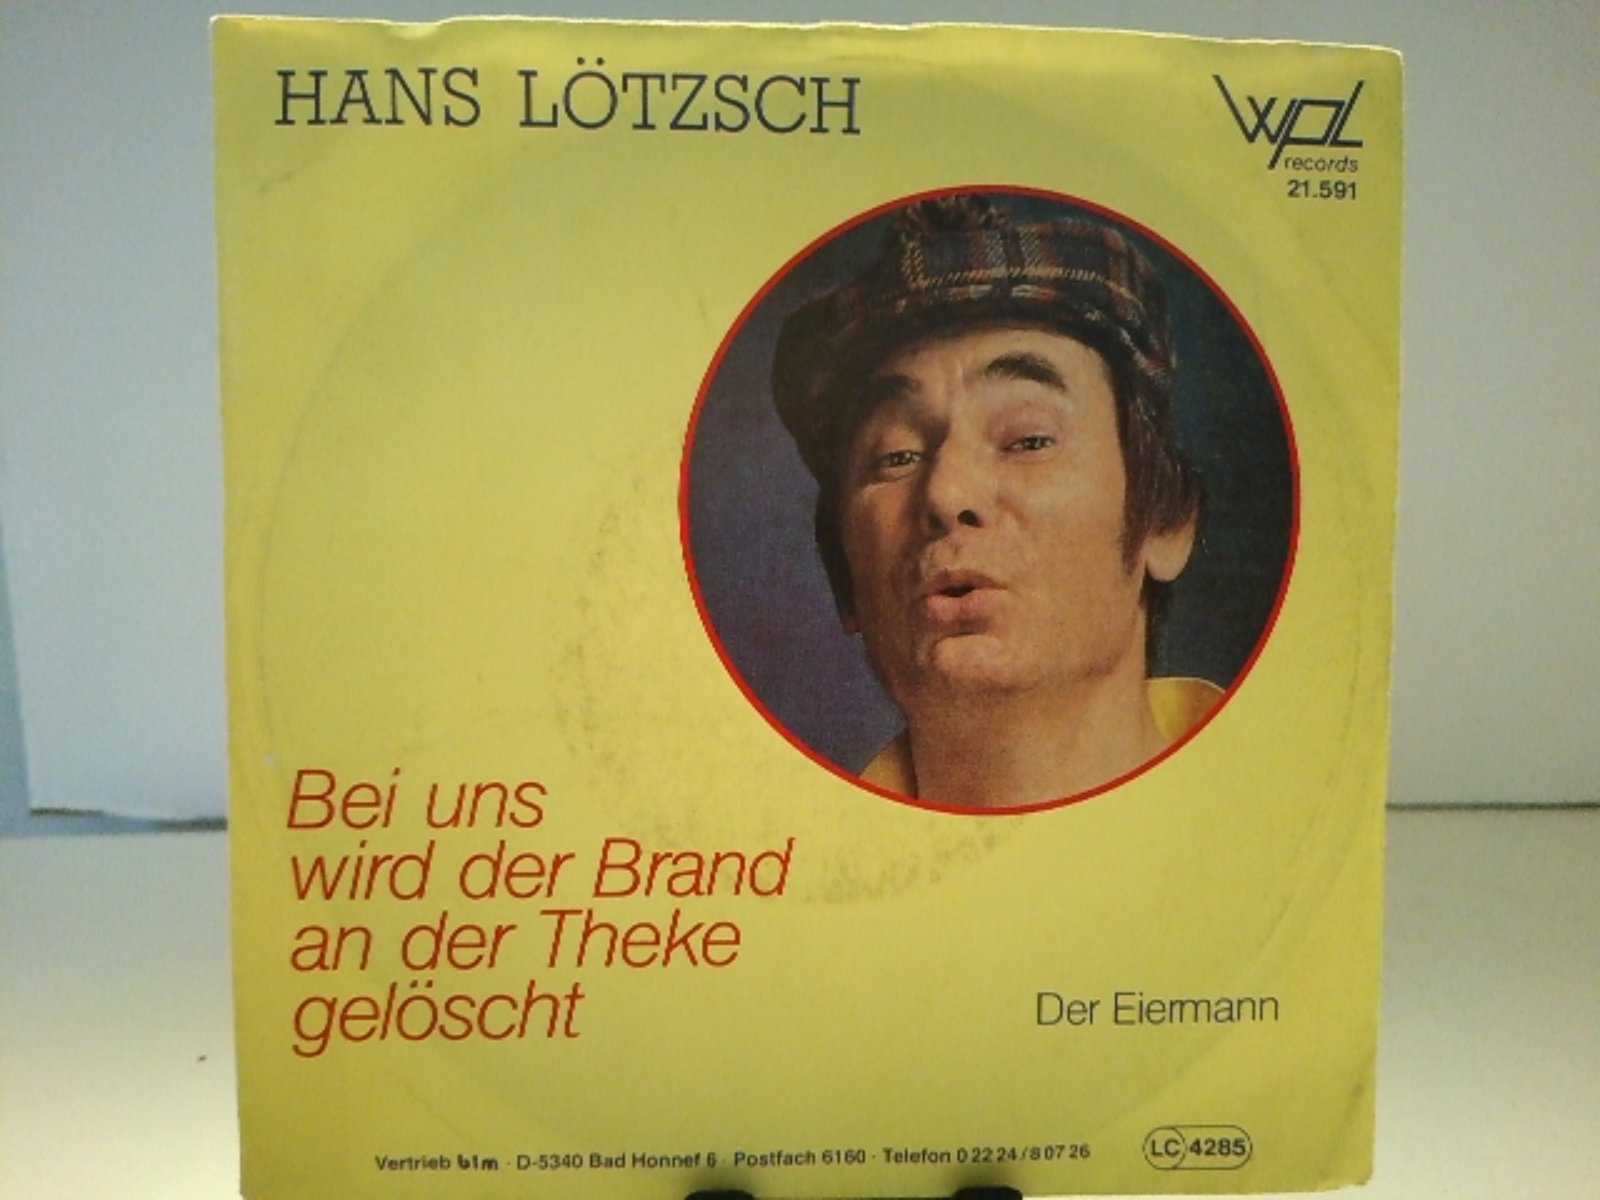 HANS LÖTZSCH
wpl
records
21.591
Bei uns
wird der Brand
an der Theke
gelöscht
Der Eiermann
Vertrieb b1m · D-5340 Bad Honnef 6 · Postfach 6160 · Telefon 0 22 24 / 8 07 26
LC 4285